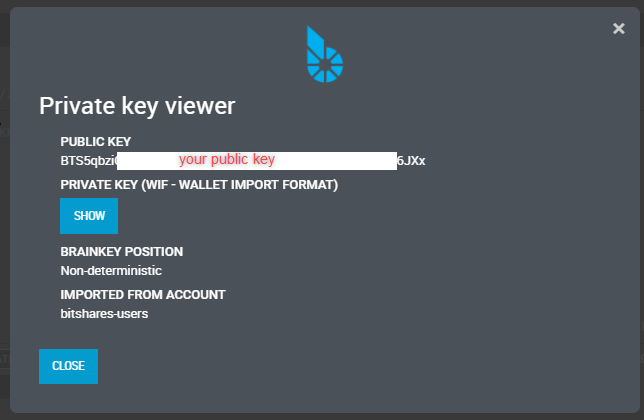 ×
Private key viewer
PUBLIC KEY
BTS5qbzi your public key 6JXx
PRIVATE KEY (WIF - WALLET IMPORT FORMAT)
SHOW
BRAINKEY POSITION
Non-deterministic
IMPORTED FROM ACCOUNT
bitshares-users
CLOSE